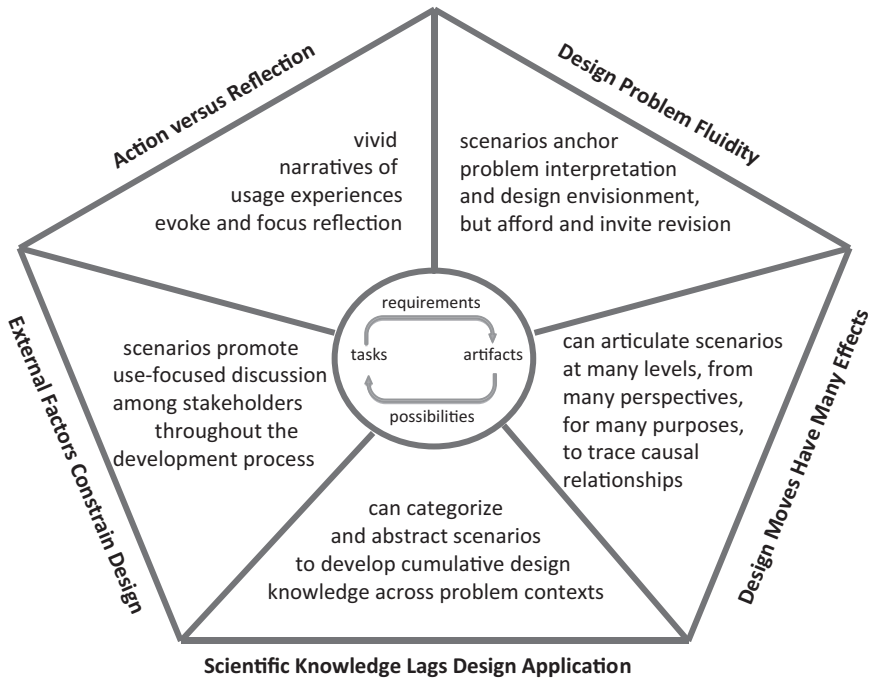 Action versus Reflection
vivid
narratives of
usage experiences
evoke and focus reflection
Design Problem Fluidity
scenarios anchor
problem interpretation
and design envisionment,
but afford and invite revision
External Factors Constrain Design
scenarios promote
use-focused discussion
among stakeholders
throughout the
development process
requirements
tasks
artifacts
possibilities
can articulate scenarios
at many levels, from
many perspectives,
for many purposes,
to trace causal
relationships
Design Moves Have Many Effects
can categorize
and abstract scenarios
to develop cumulative design
knowledge across problem contexts
Scientific Knowledge Lags Design Application